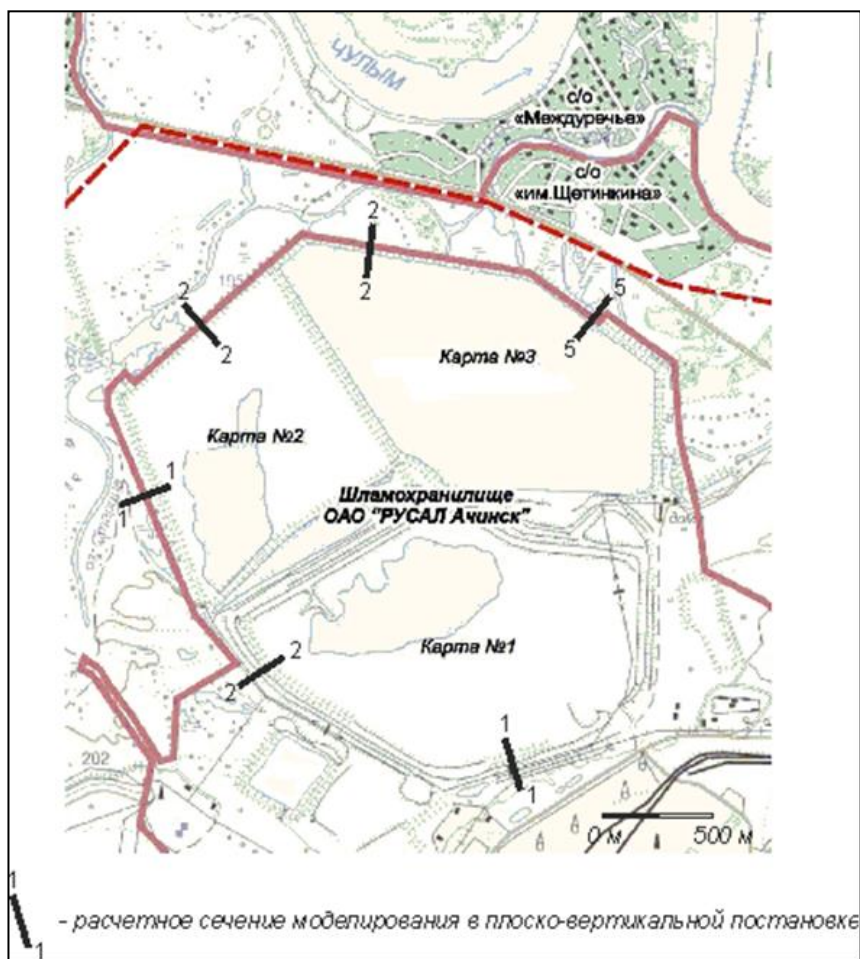 ЧУЛЫМ
с/о
«Междуречье»
с/о
«им.Щетинкина»
2
2
195
2
2
5
5
Карта №3
Карта №2
1
1
Шламохранилище
ОАО "РУСАЛ Ачинск"
Карта №1
2
2
1
1
202
0 м 500 м
1
1
- расчетное сечение моделирования в плоско-вертикальной постановке